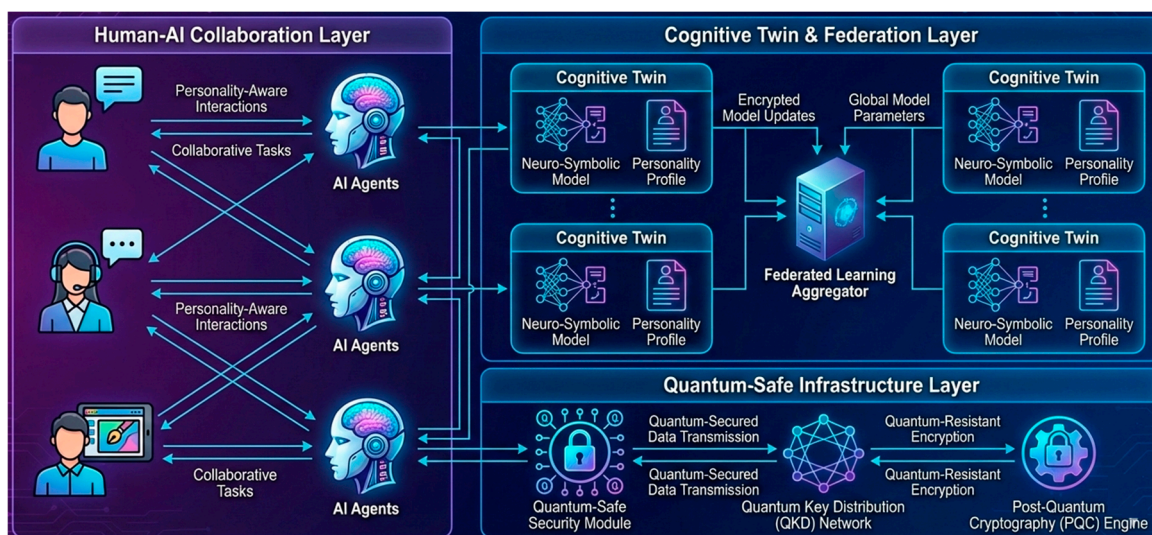 Human-AI Collaboration Layer
Personality-Aware
Interactions
Collaborative Tasks
AI Agents
Personality-Aware
Interactions
AI Agents
Collaborative
Tasks
AI Agents
Cognitive Twin & Federation Layer
Cognitive Twin
Neuro-Symbolic
Model
Personality
Profile
Encrypted
Model Updates
Global Model
Parameters
Cognitive Twin
Neuro-Symbolic
Model
Personality
Profile
Cognitive Twin
Neuro-Symbolic
Model
Personality
Profile
Federated Learning
Aggregator
Cognitive Twin
Neuro-Symbolic
Model
Personality
Profile
Quantum-Safe Infrastructure Layer
Quantum-Safe
Security Module
Quantum-Secured
Data Transmission
Quantum-Secured
Data Transmission
Quantum Key Distribution
(QKD) Network
Quantum-Resistant
Encryption
Quantum-Resistant
Encryption
Post-Quantum
Cryptography (PQC) Engine